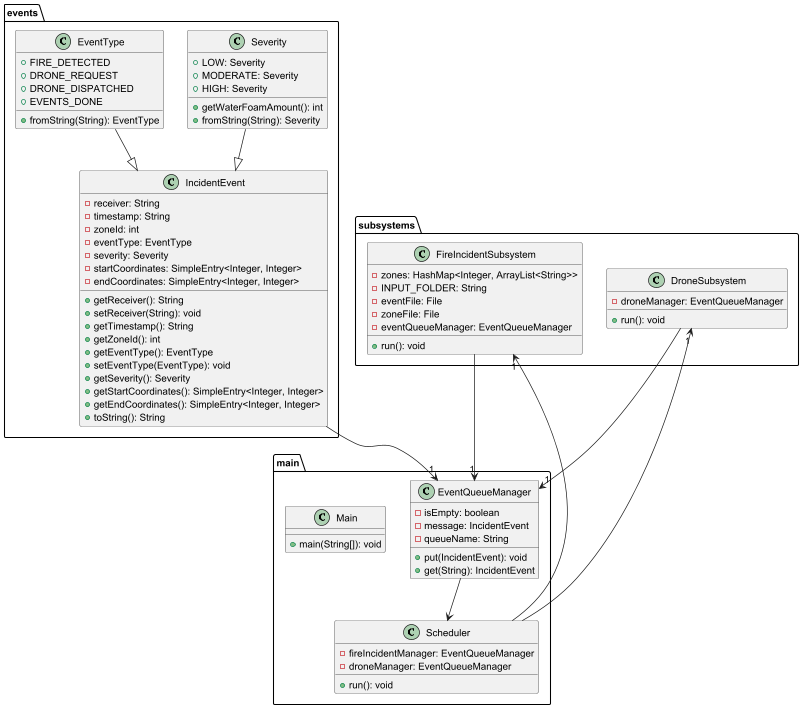 events
C EventType
FIRE_DETECTED
DRONE_REQUEST
DRONE_DISPATCHED
EVENTS_DONE
fromString(String): EventType
C Severity
LOW: Severity
MODERATE: Severity
HIGH: Severity
getWaterFoamAmount(): int
fromString(String): Severity
C IncidentEvent
receiver: String
timestamp: String
zoneId: int
eventType: EventType
severity: Severity
startCoordinates: SimpleEntry<Integer, Integer>
endCoordinates: SimpleEntry<Integer, Integer>
getReceiver(): String
setReceiver(String): void
getTimestamp(): String
getZoneId(): int
getEventType(): EventType
setEventType(EventType): void
getSeverity(): Severity
getStartCoordinates(): SimpleEntry<Integer, Integer>
getEndCoordinates(): SimpleEntry<Integer, Integer>
toString(): String
subsystems
C FireIncidentSubsystem
zones: HashMap<Integer, ArrayList<String>>
INPUT_FOLDER: String
eventFile: File
zoneFile: File
eventQueueManager: EventQueueManager
run(): void
C DroneSubsystem
droneManager: EventQueueManager
run(): void
1
1
1
1
1
main
C Main
main(String[]): void
C EventQueueManager
isEmpty: boolean
message: IncidentEvent
queueName: String
put(IncidentEvent): void
get(String): IncidentEvent
C Scheduler
fireIncidentManager: EventQueueManager
droneManager: EventQueueManager
run(): void